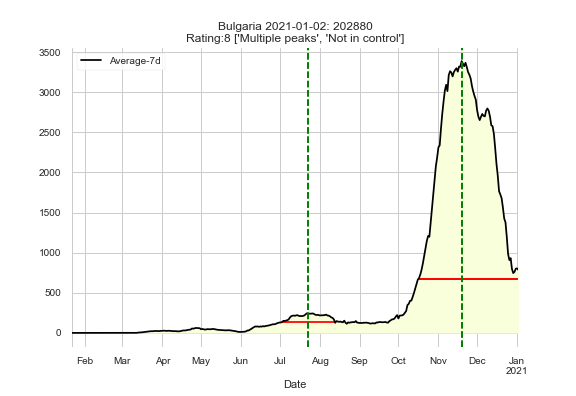 Bulgaria 2021-01-02: 202880
Rating:8 ['Multiple peaks', 'Not in control']
Average-7d
3500
3000
2500
2000
1500
1000
500
0
Feb Mar Apr May Jun Jul Aug Sep Oct Nov Dec Jan
2021
Date